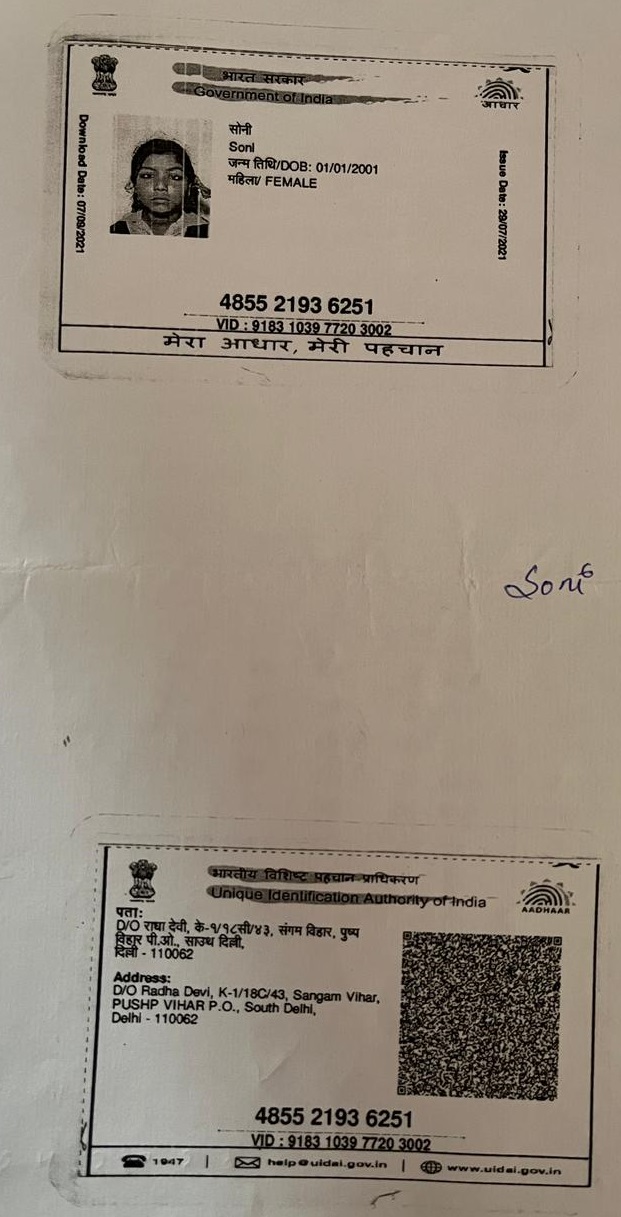 भारत सरकार
Government of India
आधार
Download Date: 07/09/2021
सोनी
Soni
जन्म तिथि/DOB: 01/01/2001
महिला/ FEMALE
Issue Date: 29/07/2021
4855 2193 6251
VID : 9183 1039 7720 3002
मेरा आधार, मेरी पहचान
Soni
भारतीय विशिष्ट पहचान प्राधिकरण
Unique Identification Authority of India
AADHAAR
पता:
D/O राधा देवी, के-१/१८सी/४३, संगम विहार, पुष्प
विहार पी.ओ., साउथ दिल्ली,
दिल्ली - 110062
Address:
D/O Radha Devi, K-1/18C/43, Sangam Vihar,
PUSHP VIHAR P.O., South Delhi,
Delhi - 110062
4855 2193 6251
VID : 9183 1039 7720 3002
1947 | help@uidai.gov.in | www.uidai.gov.in